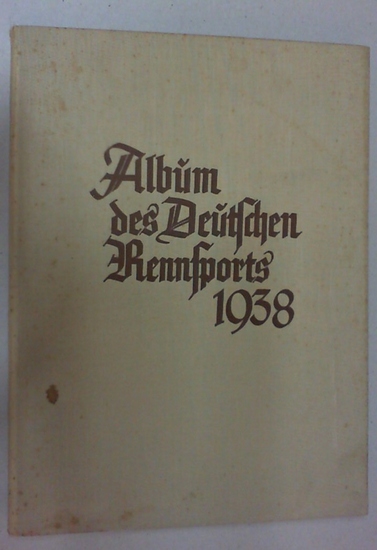 Album
des Deutſchen
Rennſports
1938